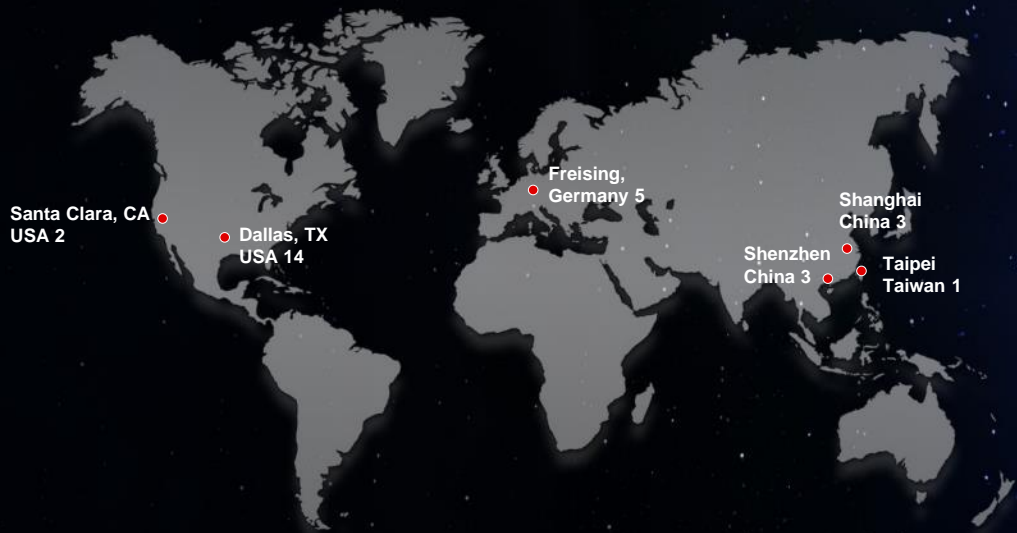 Freising,
Germany 5
Santa Clara, CA
USA 2
Dallas, TX
USA 14
Shanghai
China 3
Shenzhen
China 3
Taipei
Taiwan 1